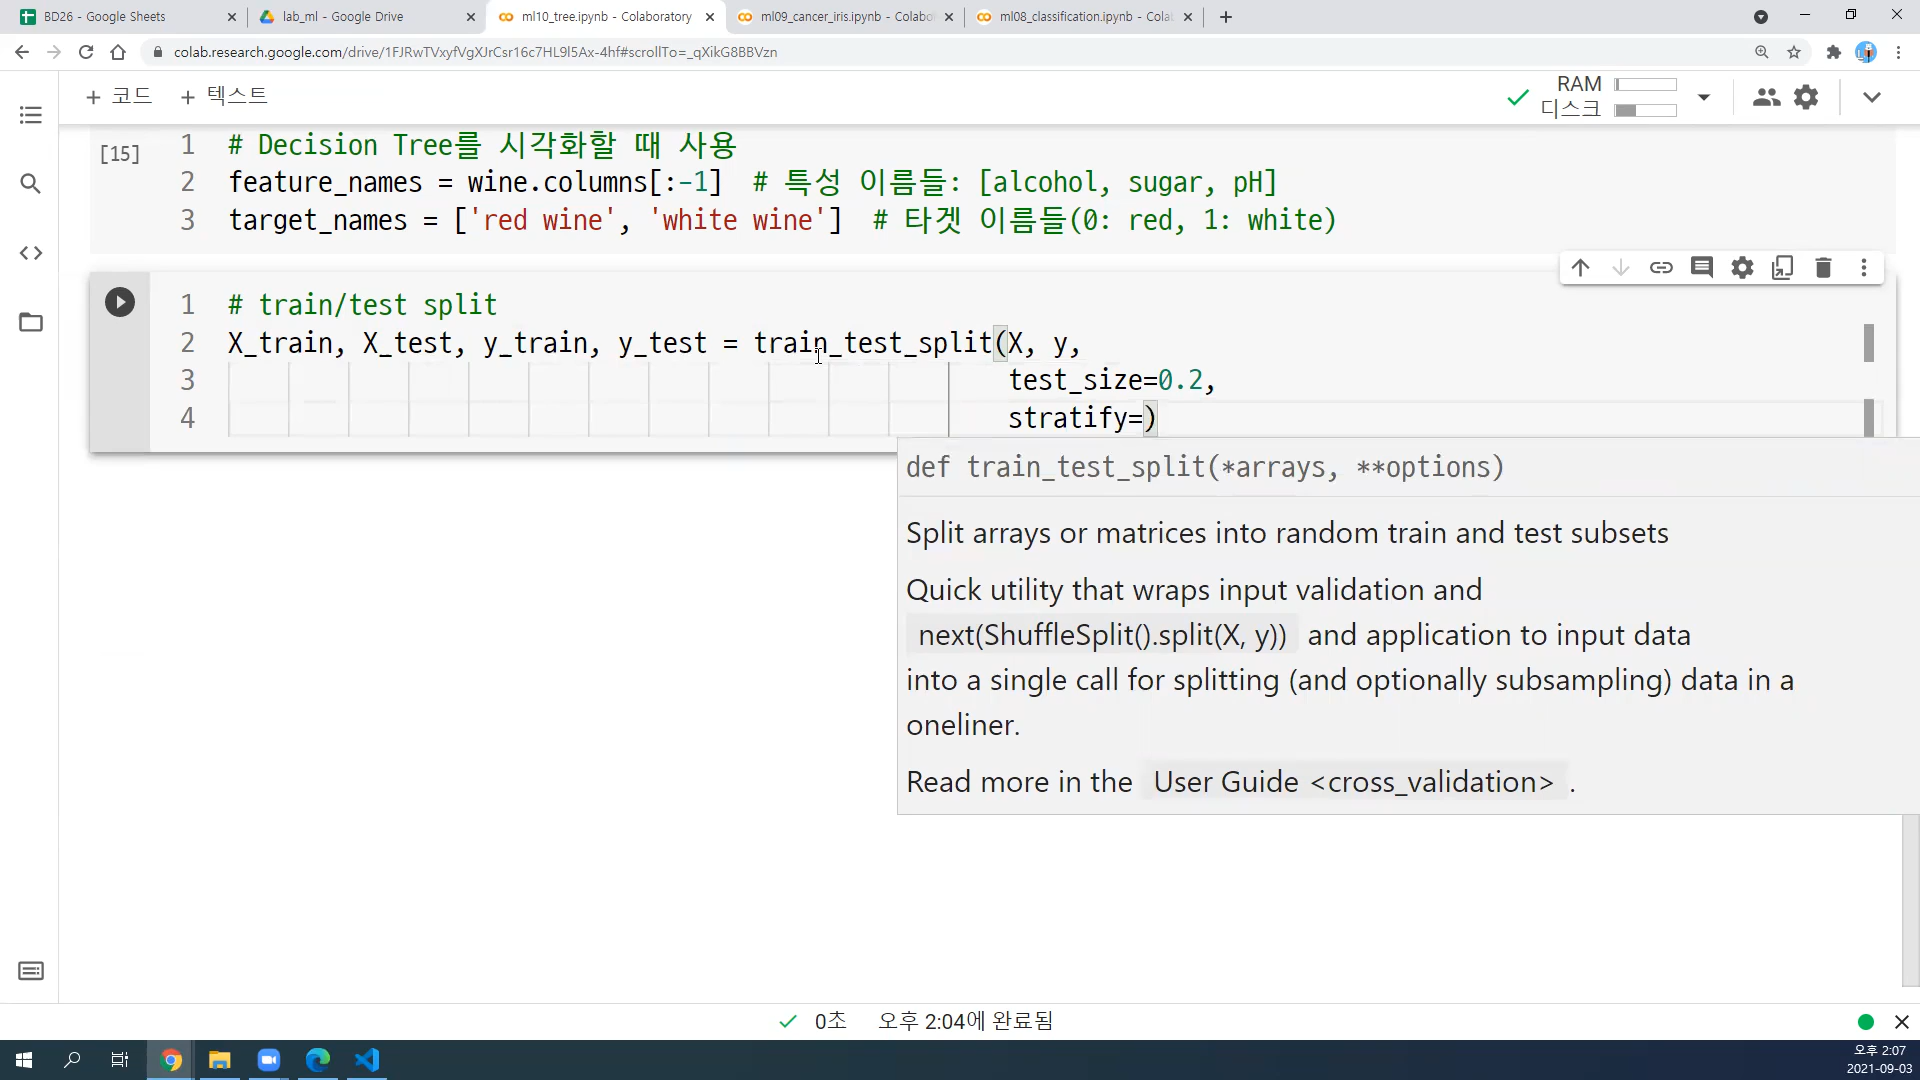 BD26 - Google Sheets
lab_ml - Google Drive
ml10_tree.ipynb - Colaboratory
ml09_cancer_iris.ipynb - Colabo
ml08_classification.ipynb - Cola
colab.research.google.com/drive/1FJRwTVxyfVgXJrCsr16c7HL9l5Ax-4hf#scrollTo=_qXikG8BBVzn
+ 코드 + 텍스트
RAM
디스크
[15]
1 # Decision Tree를 시각화할 때 사용
2 feature_names = wine.columns[:-1] # 특성 이름들: [alcohol, sugar, pH]
3 target_names = ['red wine', 'white wine'] # 타겟 이름들(0: red, 1: white)
1 # train/test split
2 X_train, X_test, y_train, y_test = train_test_split(X, y,
3 test_size=0.2,
4 stratify=)
def train_test_split(*arrays, **options)
Split arrays or matrices into random train and test subsets
Quick utility that wraps input validation and
next(ShuffleSplit().split(X, y)) and application to input data
into a single call for splitting (and optionally subsampling) data in a
oneliner.
Read more in the User Guide <cross_validation> .
0초 오후 2:04에 완료됨
오후 2:07
2021-09-03